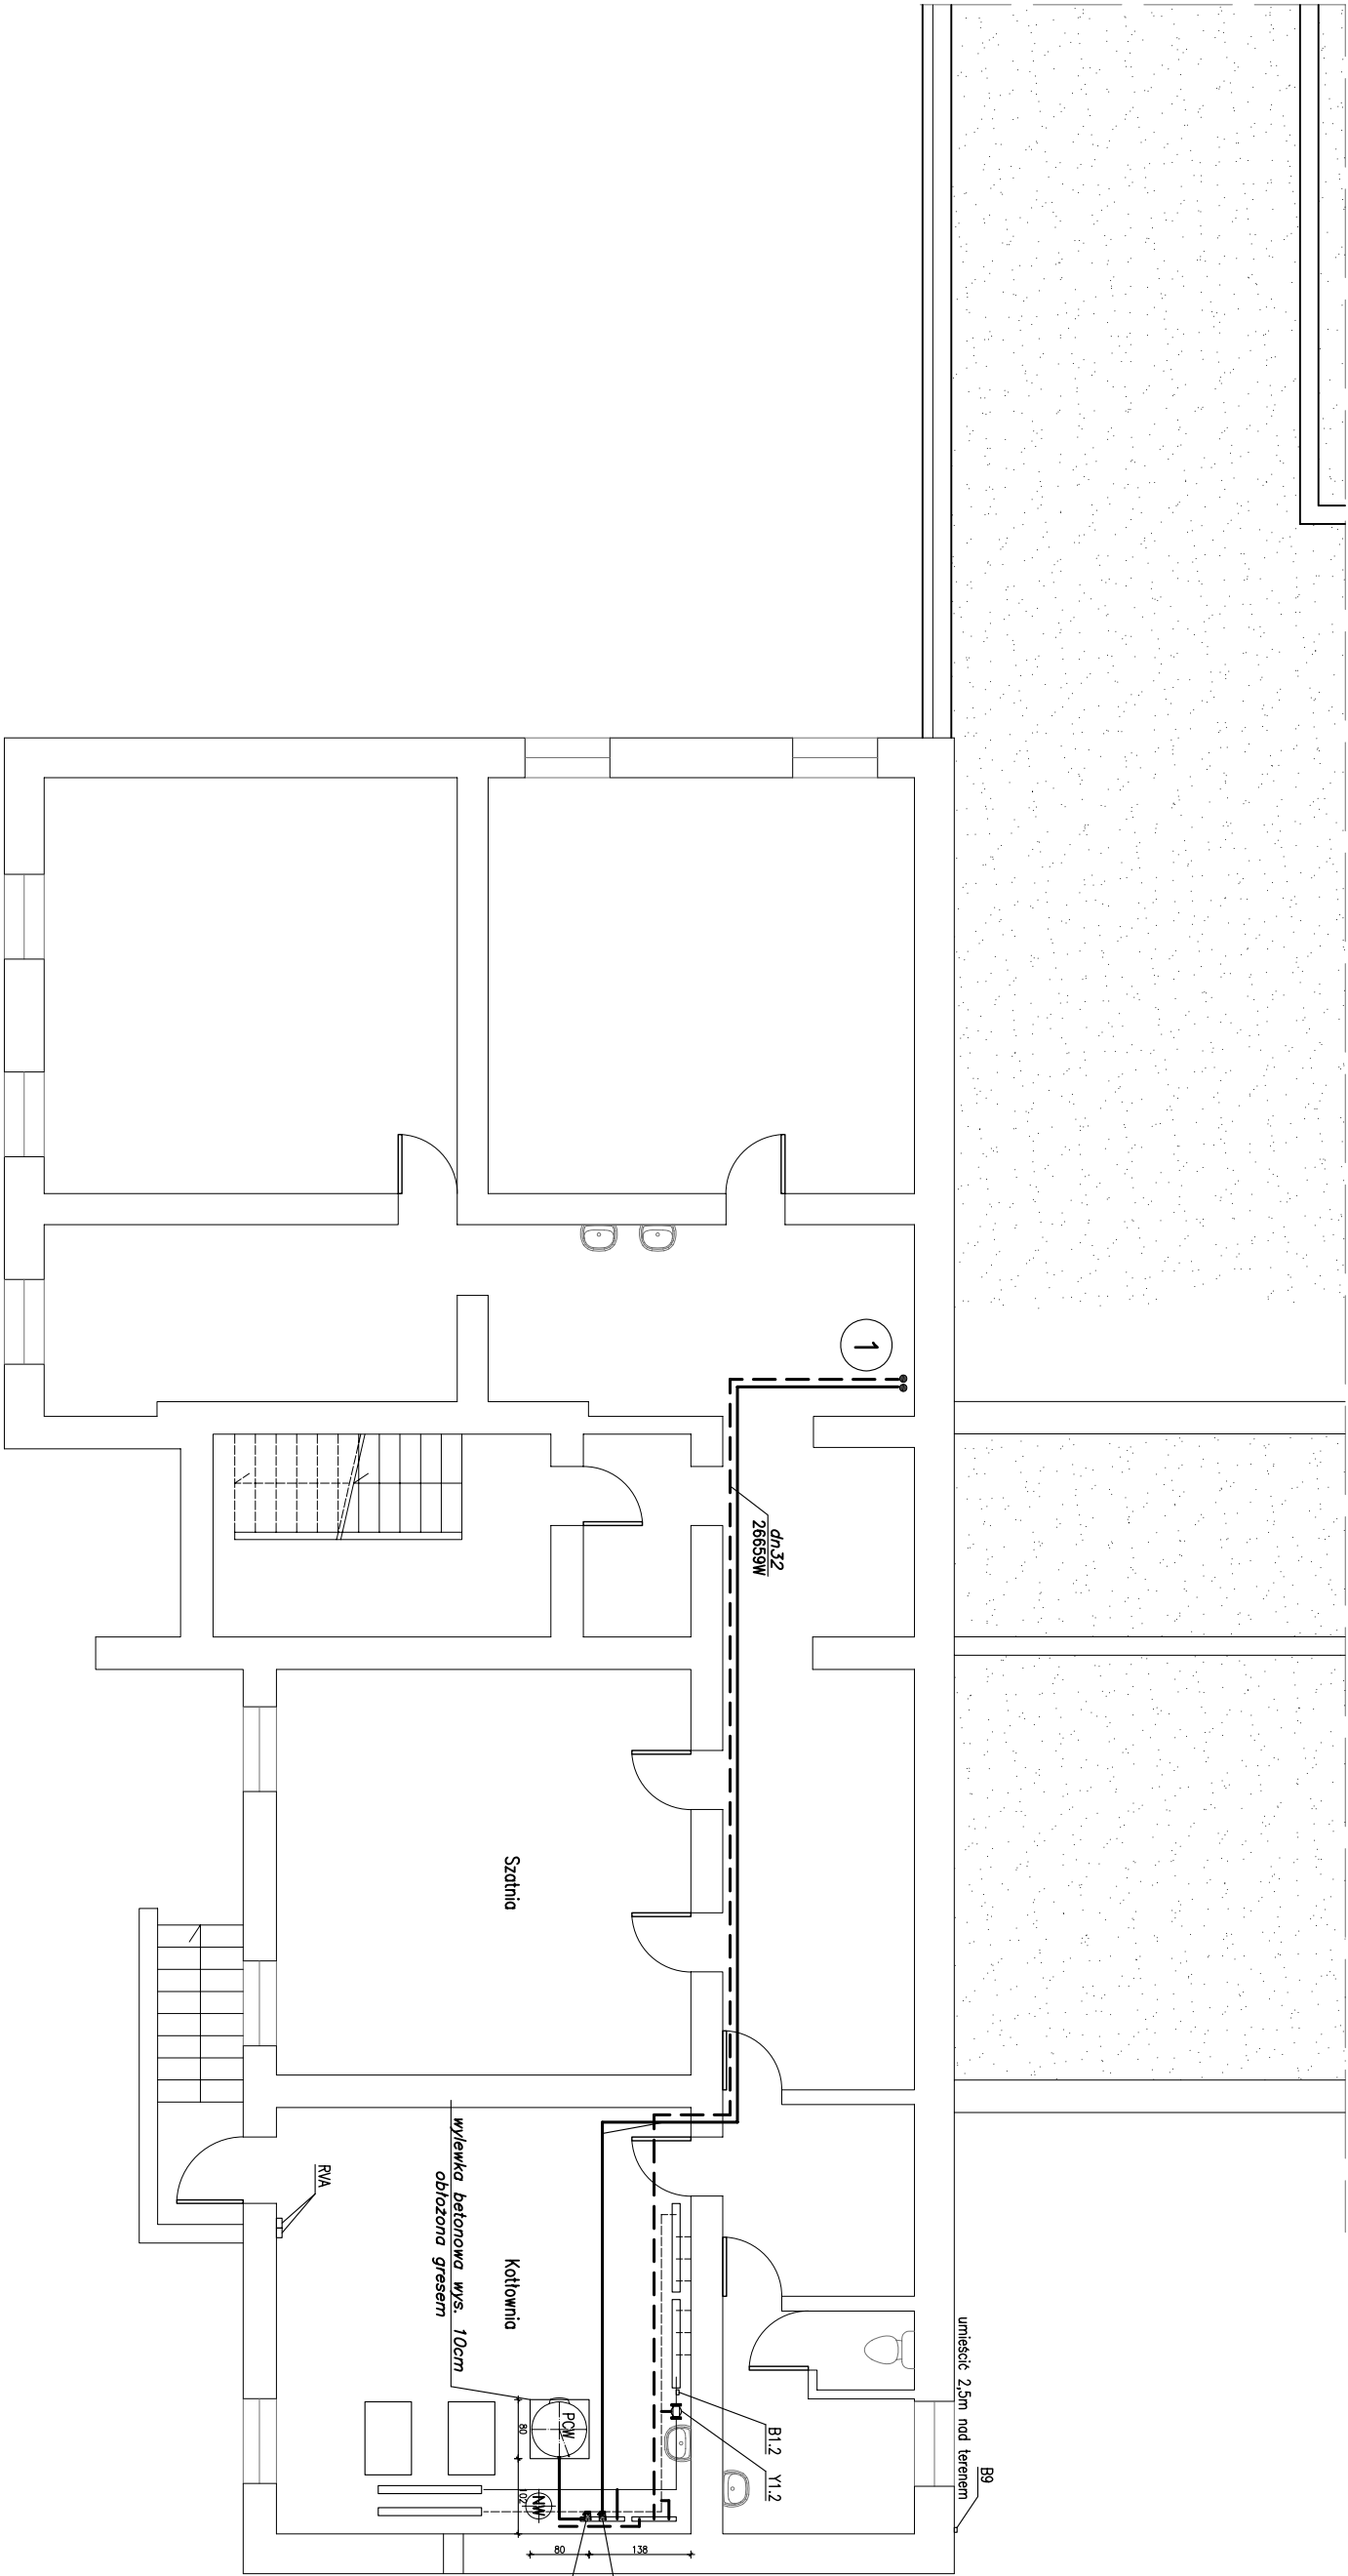 1
dn32
26659W
Szatnia
RVA
wylewka betonowa wys. 10cm
obłożona gresem
Kotłownia
umieścić 2,5m nad terenem
B9
B1.2
Y1.2
PCW
NW
80
102
80
138